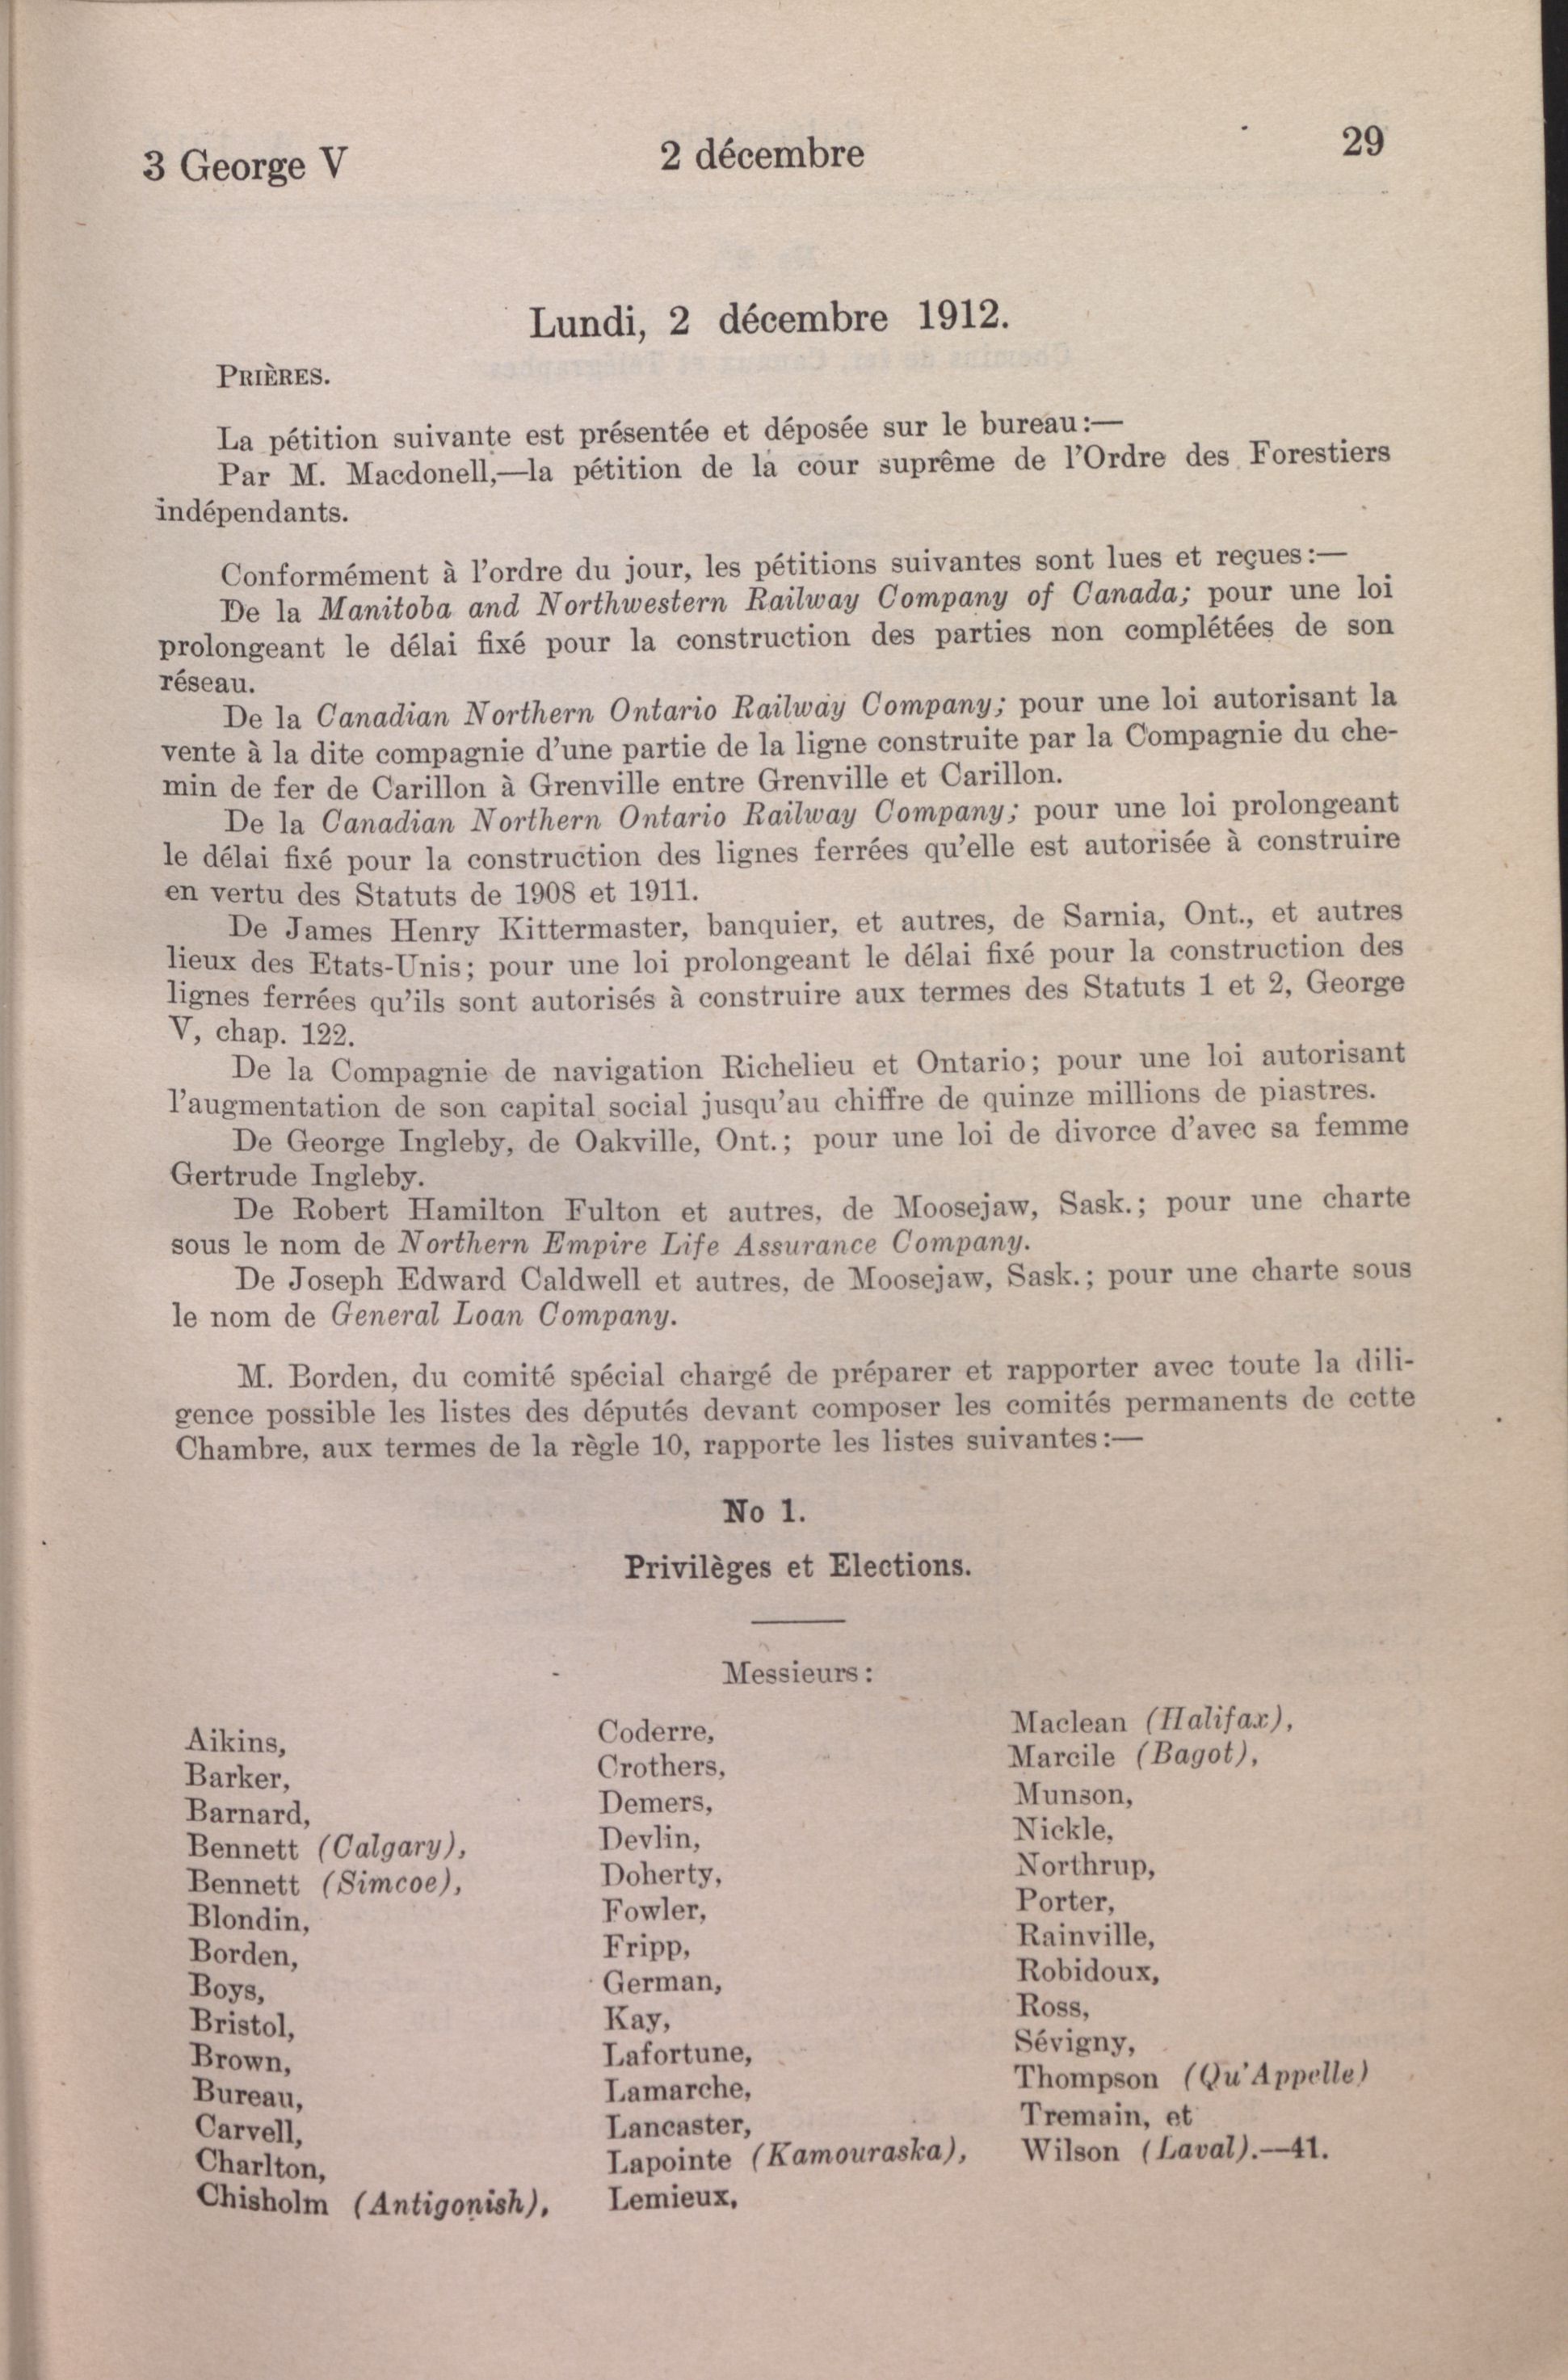 3 George V 2 décembre 29
Lundi, 2 décembre 1912.
PRIÈRES.
La pétition suivante est présentée et déposée sur le bureau:—
Par M. Macdonell,—la pétition de la cour suprême de l'Ordre des Forestiers
indépendants.
Conformément à l'ordre du jour, les pétitions suivantes sont lues et reçues:—
De la Manitoba and Northwestern Railway Company of Canada; pour une loi
prolongeant le délai fixé pour la construction des parties non complétées de son
réseau.
De la Canadian Northern Ontario Railway Company; pour une loi autorisant la
vente à la dite compagnie d'une partie de la ligne construite par la Compagnie du che-
min de fer de Carillon à Grenville entre Grenville et Carillon.
De la Canadian Northern Ontario Railway Company; pour une loi prolongeant
le délai fixé pour la construction des lignes ferrées qu'elle est autorisée à construire
en vertu des Statuts de 1908 et 1911.
De James Henry Kittermaster, banquier, et autres, de Sarnia, Ont., et autres
lieux des Etats-Unis; pour une loi prolongeant le délai fixé pour la construction des
lignes ferrées qu'ils sont autorisés à construire aux termes des Statuts 1 et 2, George
V, chap. 122.
De la Compagnie de navigation Richelieu et Ontario; pour une loi autorisant
l'augmentation de son capital social jusqu'au chiffre de quinze millions de piastres.
De George Ingleby, de Oakville, Ont.; pour une loi de divorce d'avec sa femme
Gertrude Ingleby.
De Robert Hamilton Fulton et autres, de Moosejaw, Sask.; pour une charte
sous le nom de Northern Empire Life Assurance Company.
De Joseph Edward Caldwell et autres, de Moosejaw, Sask.; pour une charte sous
le nom de General Loan Company.
M. Borden, du comité spécial chargé de préparer et rapporter avec toute la dili-
gence possible les listes des députés devant composer les comités permanents de cette
Chambre, aux termes de la règle 10, rapporte les listes suivantes:—
No 1.
Privilèges et Elections.
Messieurs:
Aikins,
Barker,
Barnard,
Bennett (Calgary),
Bennett (Simcoe),
Blondin,
Borden,
Boys,
Bristol,
Brown,
Bureau,
Carvell,
Charlton,
Chisholm (Antigonish),
Coderre,
Crothers,
Demers,
Devlin,
Doherty,
Fowler,
Fripp,
German,
Kay,
Lafortune,
Lamarche,
Lancaster,
Lapointe (Kamouraska),
Lemieux,
Maclean (Halifax),
Marcile (Bagot),
Munson,
Nickle,
Northrup,
Porter,
Rainville,
Robidoux,
Ross,
Sévigny,
Thompson (Qu'Appelle)
Tremain, et
Wilson (Laval).—41.